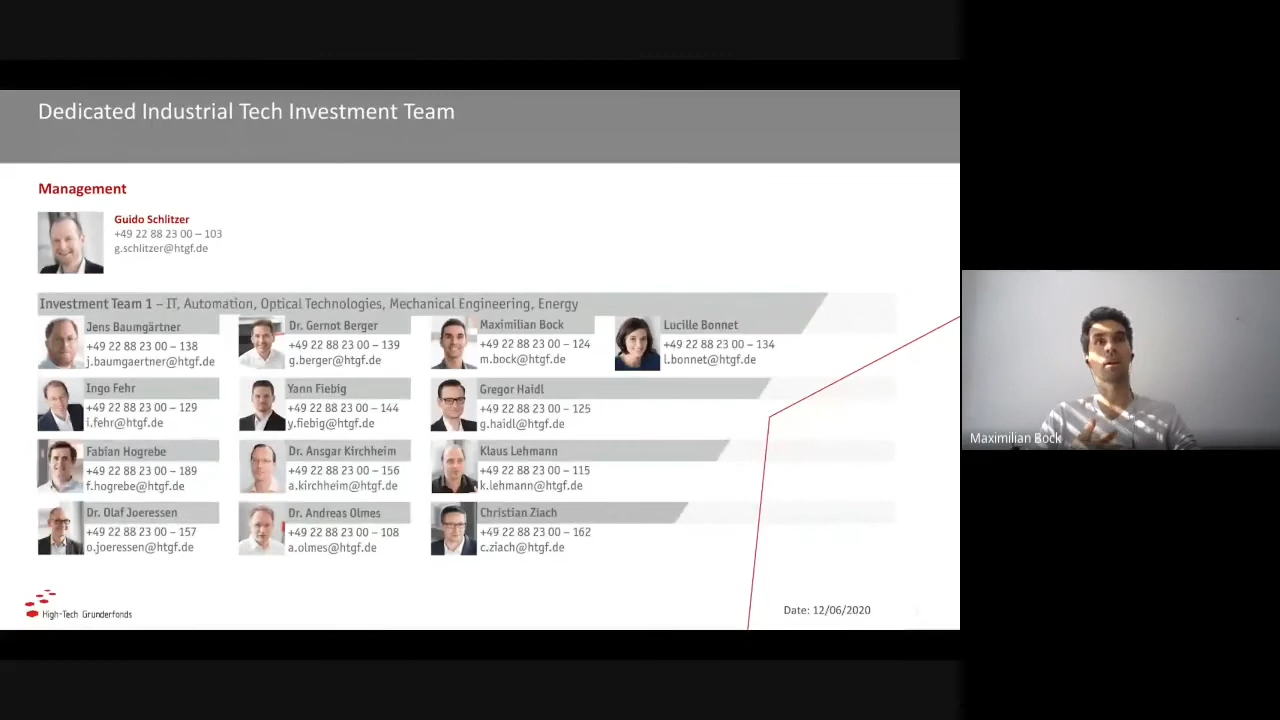 Dedicated Industrial Tech Investment Team
Management
Guido Schlitzer
+49 22 88 23 00 – 103
g.schlitzer@htgf.de
Investment Team 1 – IT, Automation, Optical Technologies, Mechanical Engineering, Energy
Jens Baumgärtner
+49 22 88 23 00 – 138
j.baumgaertner@htgf.de
Dr. Gernot Berger
+49 22 88 23 00 – 139
g.berger@htgf.de
Maximilian Bock
+49 22 88 23 00 – 124
m.bock@htgf.de
Lucille Bonnet
+49 22 88 23 00 – 134
l.bonnet@htgf.de
Ingo Fehr
+49 22 88 23 00 – 129
i.fehr@htgf.de
Yann Fiebig
+49 22 88 23 00 – 144
y.fiebig@htgf.de
Gregor Haidl
+49 22 88 23 00 – 125
g.haidl@htgf.de
Fabian Hogrebe
+49 22 88 23 00 – 189
f.hogrebe@htgf.de
Dr. Ansgar Kirchheim
+49 22 88 23 00 – 156
a.kirchheim@htgf.de
Klaus Lehmann
+49 22 88 23 00 – 115
k.lehmann@htgf.de
Dr. Olaf Joeressen
+49 22 88 23 00 – 157
o.joeressen@htgf.de
Dr. Andreas Olmes
+49 22 88 23 00 – 108
a.olmes@htgf.de
Christian Ziach
+49 22 88 23 00 – 162
c.ziach@htgf.de
High-Tech Gründerfonds
Date: 12/06/2020
Maximilian Bock